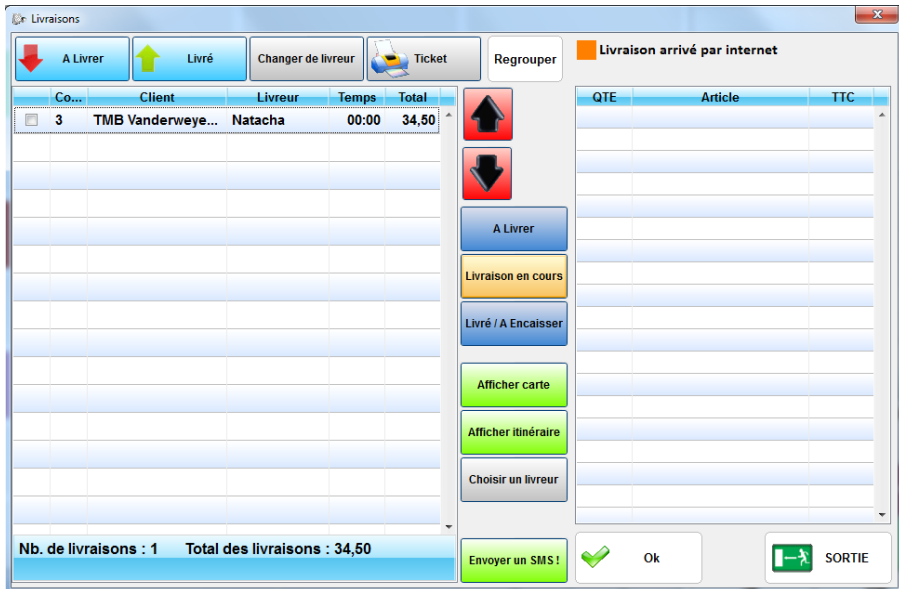 Livraisons
A Livrer
Livré
Changer de livreur
Ticket
Regrouper
Livraison arrivé par internet
Co... Client Livreur Temps Total
3 TMB Vanderweye... Natacha 00:00 34,50
QTE Article TTC
A Livrer
Livraison en cours
Livré / A Encaisser
Afficher carte
Afficher itinéraire
Choisir un livreur
Nb. de livraisons : 1 Total des livraisons : 34,50
Envoyer un SMS !
Ok
SORTIE